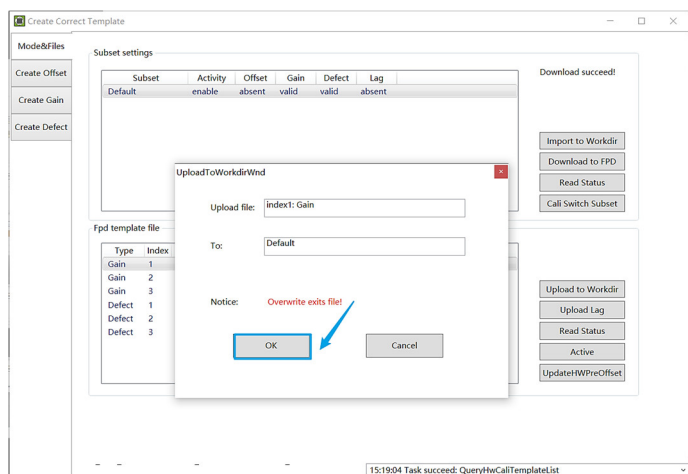 Create Correct Template
Mode&Files
Create Offset
Create Gain
Create Defect
Subset settings
Subset Activity Offset Gain Defect Lag
Default enable absent valid valid absent
Download succeed!
Import to Workdir
Download to FPD
Read Status
Cali Switch Subset
UploadToWorkdirWnd
Upload file: index1: Gain
To: Default
Notice: Overwrite exits file!
OK Cancel
Fpd template file
Type Index
Gain 1
Gain 2
Gain 3
Defect 1
Defect 2
Defect 3
Upload to Workdir
Upload Lag
Read Status
Active
UpdateHWPreOffset
15:19:04 Task succeed: QueryHwCaliTemplateList